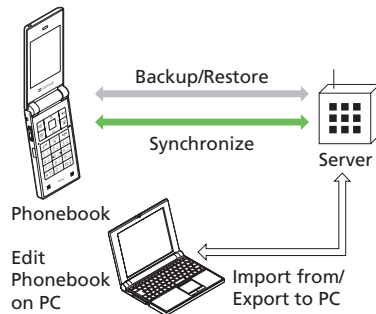 Backup/Restore
Synchronize
Server
Phonebook
Edit
Phonebook
on PC
Import from/
Export to PC